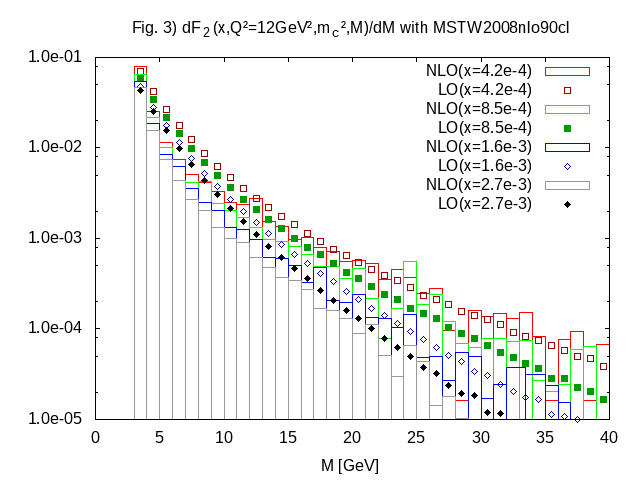 Fig. 3) dF2(x,Q²=12GeV²,mc²,M)/dM with MSTW2008nlo90cl
1.0e-01
1.0e-02
1.0e-03
1.0e-04
1.0e-05
NLO(x=4.2e-4)
LO(x=4.2e-4)
NLO(x=8.5e-4)
LO(x=8.5e-4)
NLO(x=1.6e-3)
LO(x=1.6e-3)
NLO(x=2.7e-3)
LO(x=2.7e-3)
0 5 10 15 20 25 30 35 40
M [GeV]